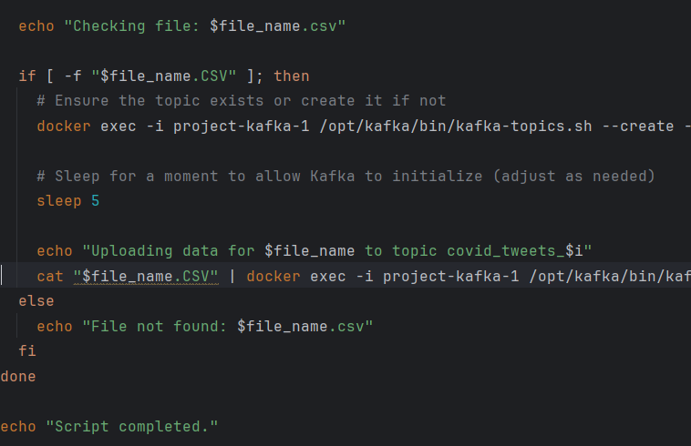 echo "Checking file: $file_name.csv"
if [ -f "$file_name.CSV" ]; then
# Ensure the topic exists or create it if not
docker exec -i project-kafka-1 /opt/kafka/bin/kafka-topics.sh --create -
# Sleep for a moment to allow Kafka to initialize (adjust as needed)
sleep 5
echo "Uploading data for $file_name to topic covid_tweets_$i"
cat "$file_name.CSV" | docker exec -i project-kafka-1 /opt/kafka/bin/kaf
else
echo "File not found: $file_name.csv"
fi
done
echo "Script completed."